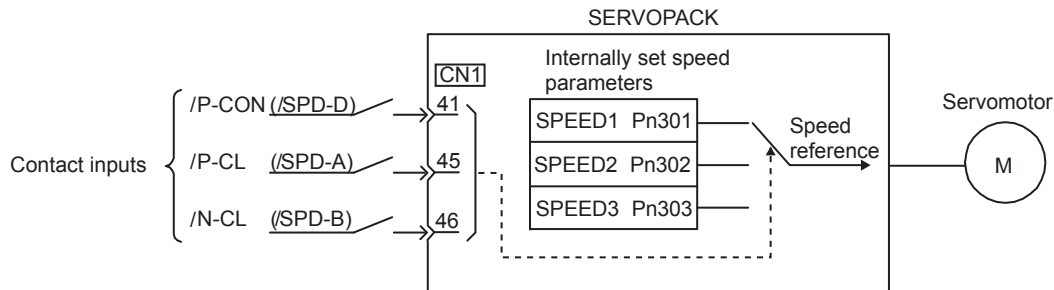 SERVOPACK
CN1
Internally set speed
parameters
Contact inputs
/P-CON (/SPD-D) 41
/P-CL (/SPD-A) 45
/N-CL (/SPD-B) 46
SPEED1 Pn301
SPEED2 Pn302
SPEED3 Pn303
Speed
reference
Servomotor
M